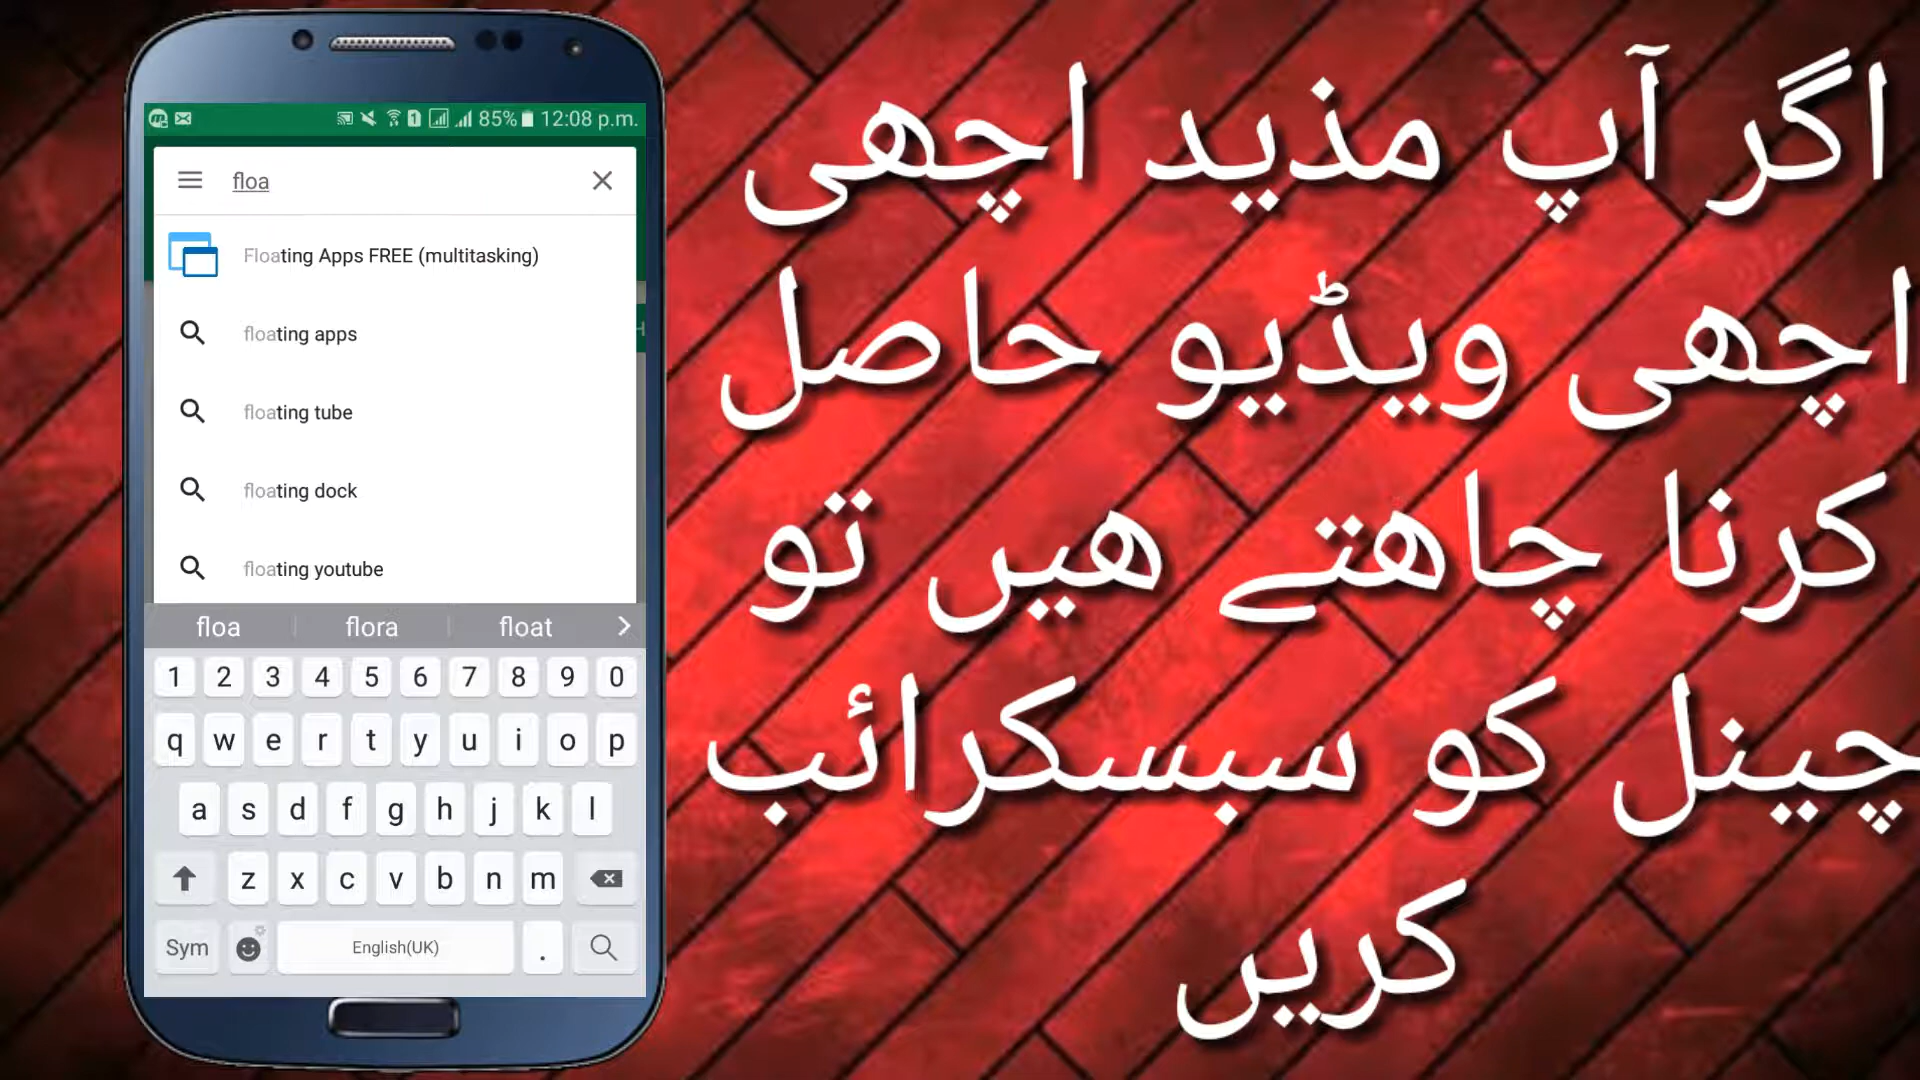 85% 12:08 p.m.
floa
Floating Apps FREE (multitasking)
floating apps
floating tube
floating dock
floating youtube
floa flora float
1 2 3 4 5 6 7 8 9 0
q w e r t y u i o p
a s d f g h j k l
z x c v b n m
Sym English(UK) .
اگر آپ مذید اچھی
اچھی ویڈیو حاصل
کرنا چاھتے ھیں تو
چینل کو سبسکرائب
کریں